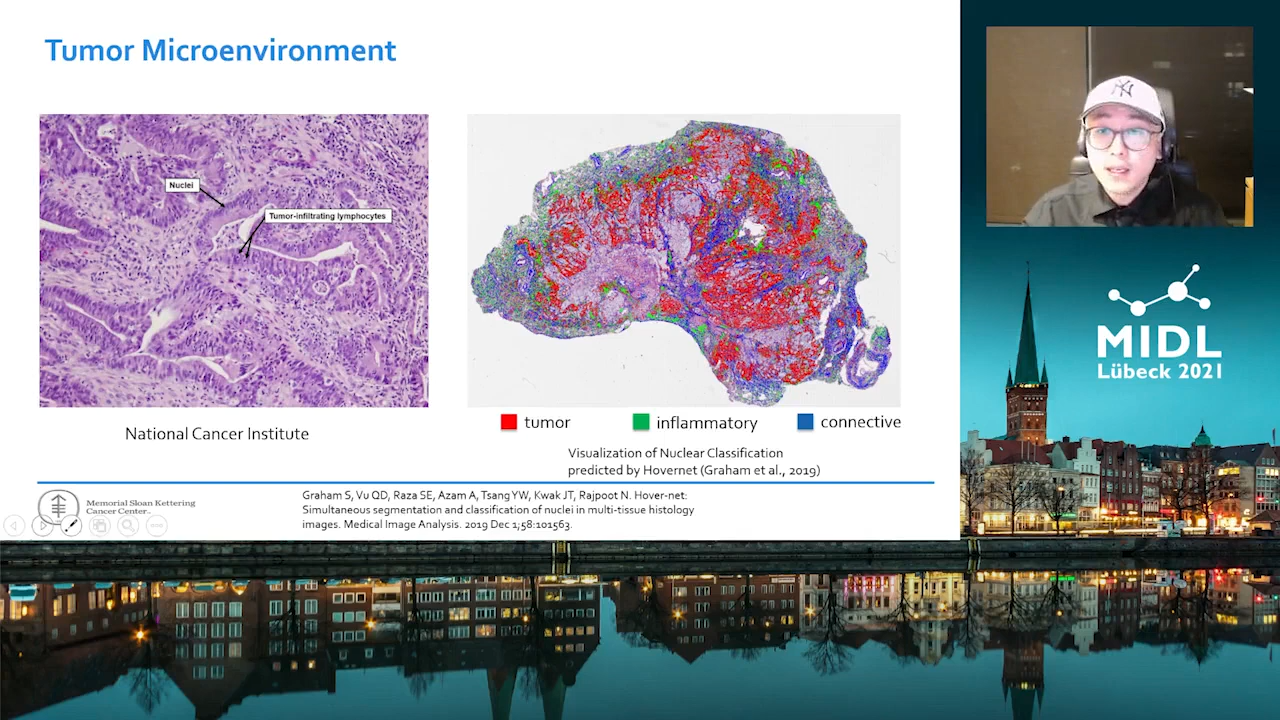 Tumor Microenvironment
Nuclei
Tumor-infiltrating lymphocytes
National Cancer Institute
tumor
inflammatory
connective
Visualization of Nuclear Classification
predicted by Hovernet (Graham et al., 2019)
Memorial Sloan Kettering
Cancer Center
Graham S, Vu QD, Raza SE, Azam A, Tsang YW, Kwak JT, Rajpoot N. Hover-net:
Simultaneous segmentation and classification of nuclei in multi-tissue histology
images. Medical Image Analysis. 2019 Dec 1;58:101563.
NY
MIDL
Lübeck 2021